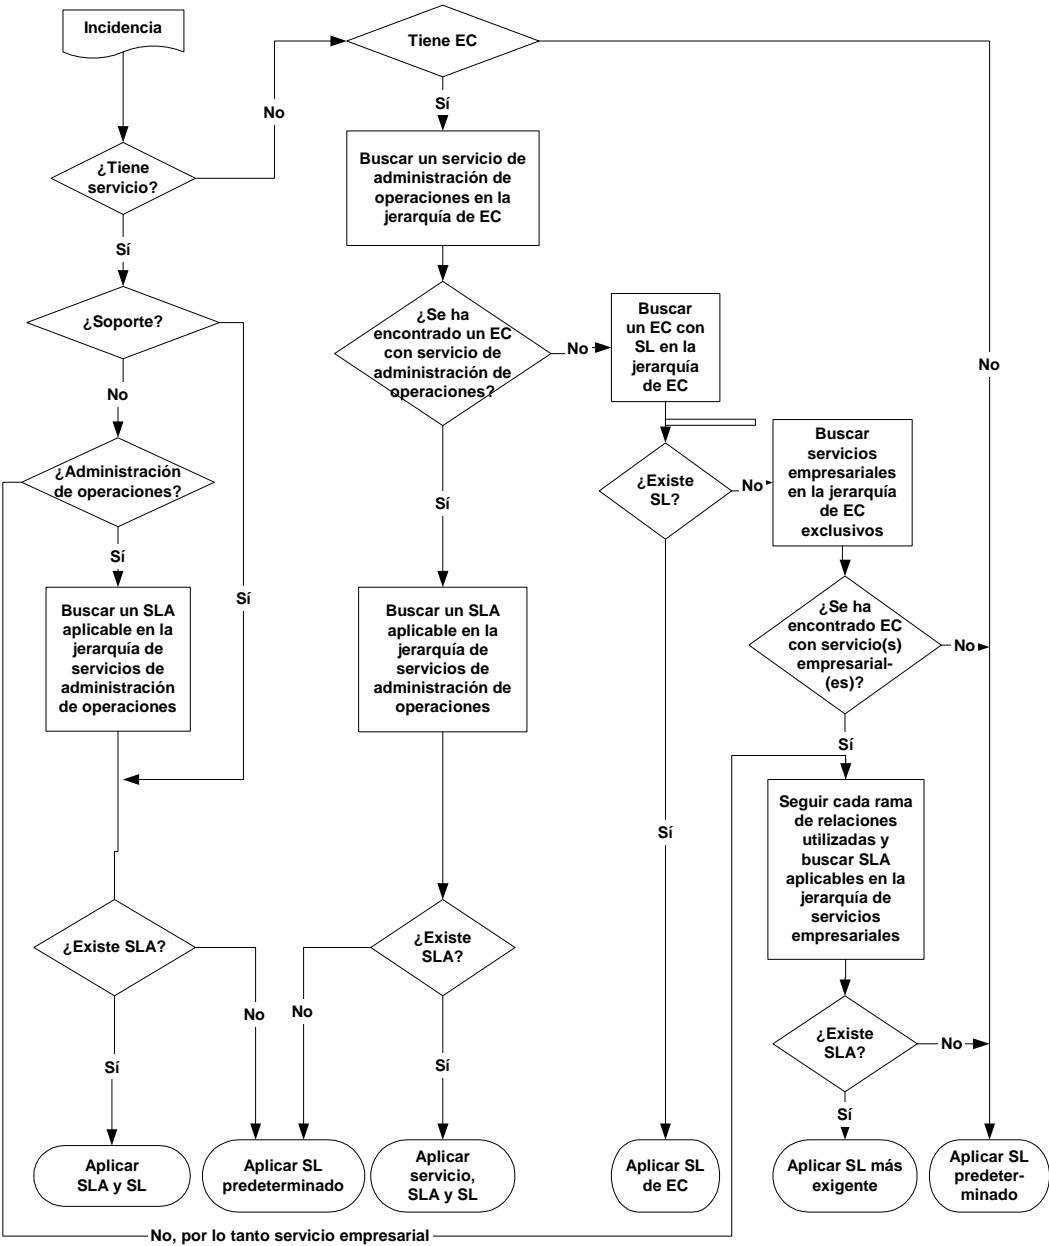 Incidencia
Tiene EC
Sí
No
¿Tiene
servicio?
Buscar un servicio de
administración de
operaciones en la
jerarquía de EC
Sí
¿Soporte?
¿Se ha
encontrado un EC
con servicio de
administración de
operaciones?
No
Buscar
un EC con
SL en la
jerarquía
de EC
No
No
¿Administración
de operaciones?
Sí
¿Existe
SL?
No
Buscar
servicios
empresariales
en la jerarquía
de EC
exclusivos
Sí
Sí
Buscar un SLA
aplicable en la
jerarquía de
servicios de
administración
de operaciones
Buscar un SLA
aplicable en la
jerarquía de
servicios de
administración de
operaciones
¿Se ha
encontrado EC
con servicio(s)
empresarial-
(es)?
No
Sí
Sí
Seguir cada rama
de relaciones
utilizadas y
buscar SLA
aplicables en la
jerarquía de
servicios
empresariales
¿Existe SLA?
¿Existe
SLA?
No
No
¿Existe
SLA?
No
Sí
Sí
Sí
Aplicar
SLA y SL
Aplicar SL
predeterminado
Aplicar
servicio,
SLA y SL
Aplicar SL
de EC
Aplicar SL más
exigente
Aplicar SL
predeter-
minado
No, por lo tanto servicio empresarial